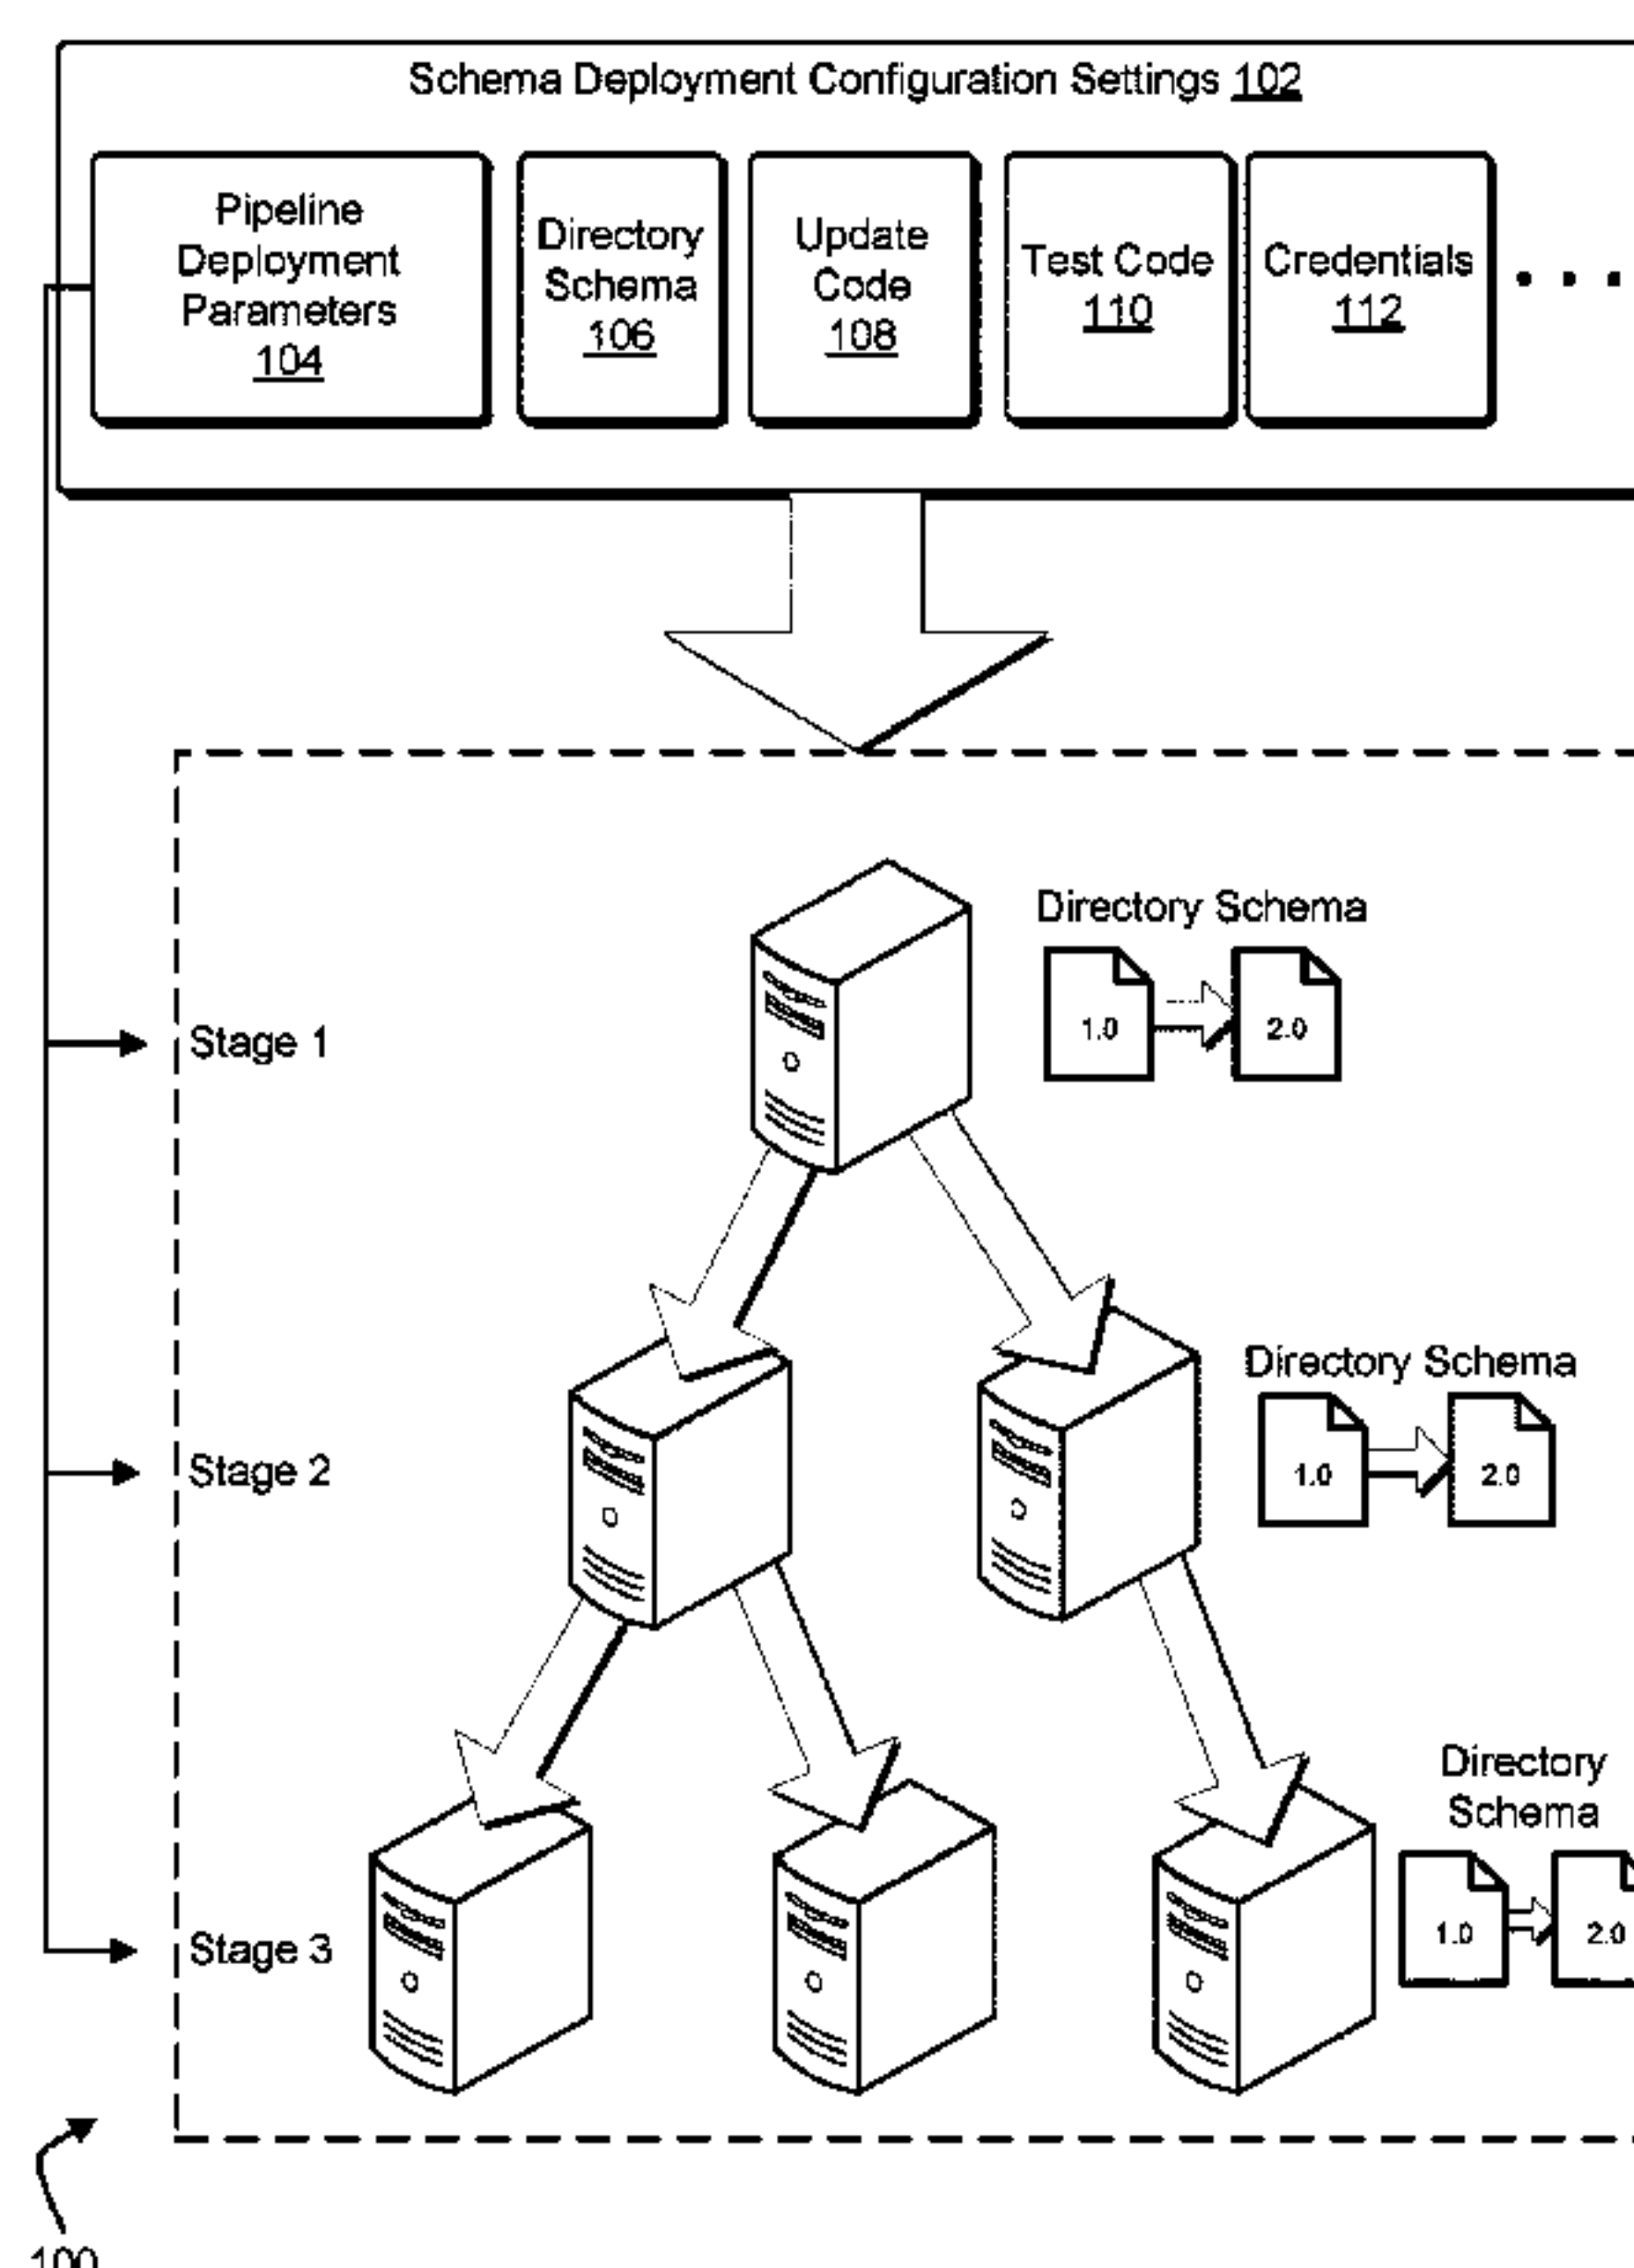 Schema Deployment Configuration Settings 102
Pipeline
Deployment
Parameters
104
Directory
Schema
106
Update
Code
108
Test Code
110
Credentials
112
. . .
Directory Schema
1.0
2.0
Stage 1
Directory Schema
1.0
2.0
Stage 2
Directory
Schema
1.0
2.0
Stage 3
100